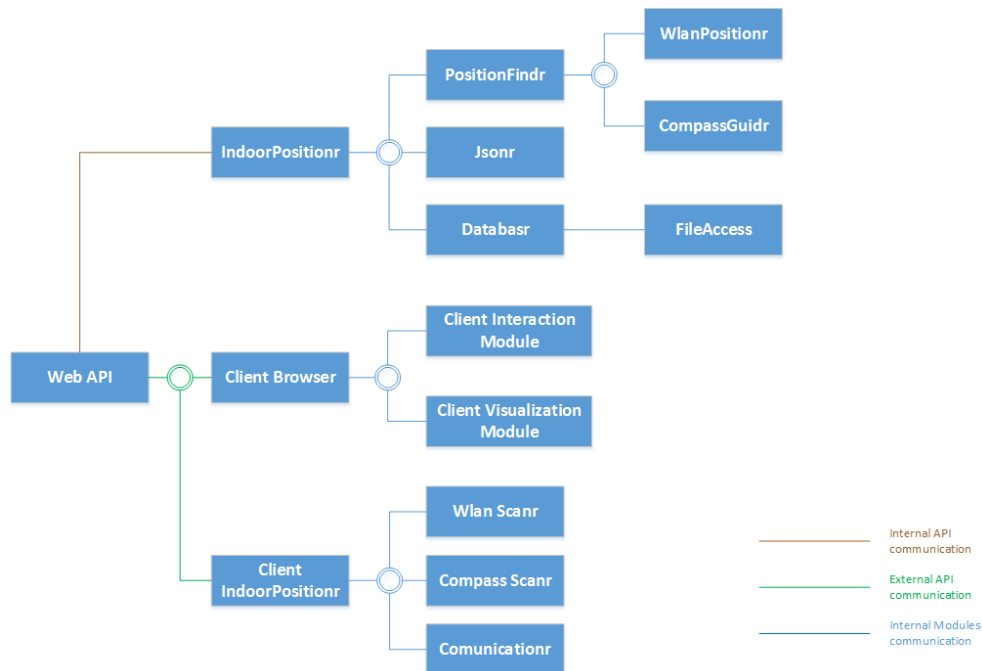 WlanPositionr
PositionFindr
CompassGuidr
IndoorPositionr
Jsonr
Databasr
FileAccess
Client Interaction
Module
Web API
Client Browser
Client Visualization
Module
Wlan Scanr
Client
IndoorPositionr
Compass Scanr
Comunicationr
Internal API
communication
External API
communication
Internal Modules
communication